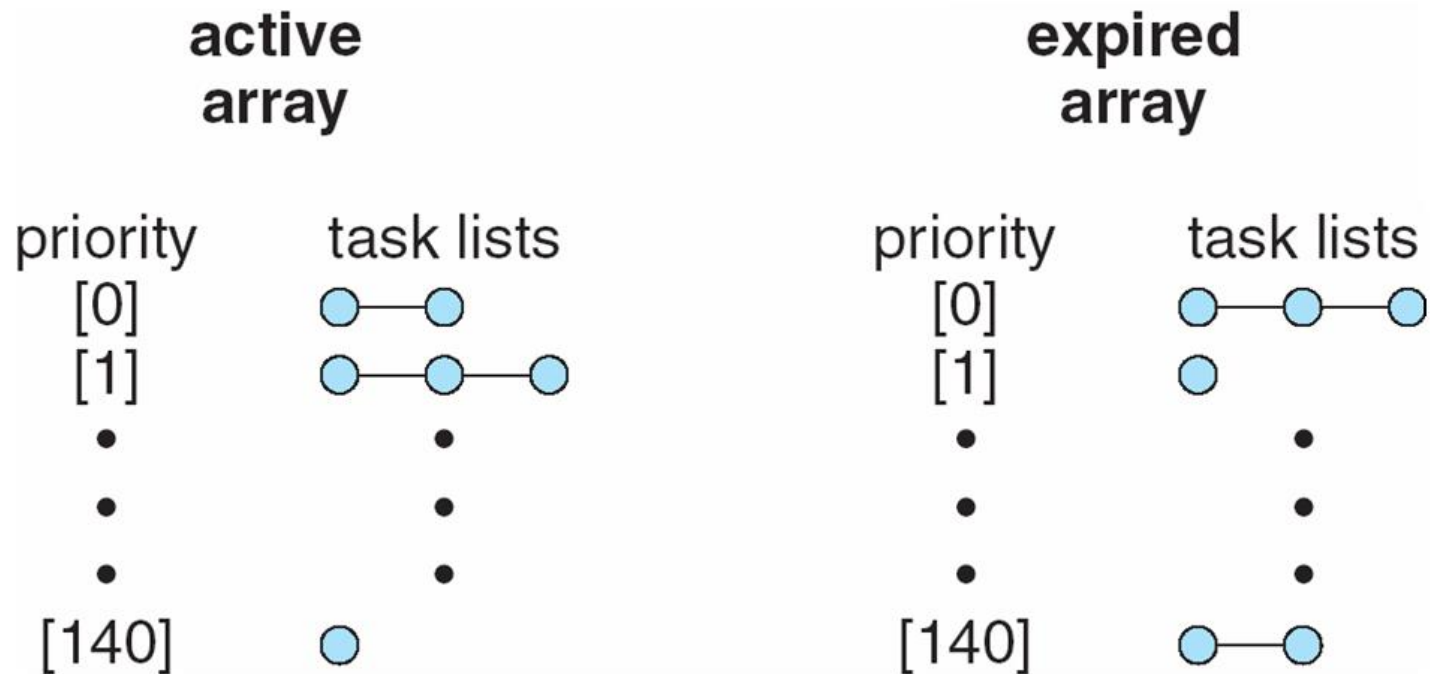 active
array
expired
array
priority task lists
[0]
[1]
[140]
priority task lists
[0]
[1]
[140]